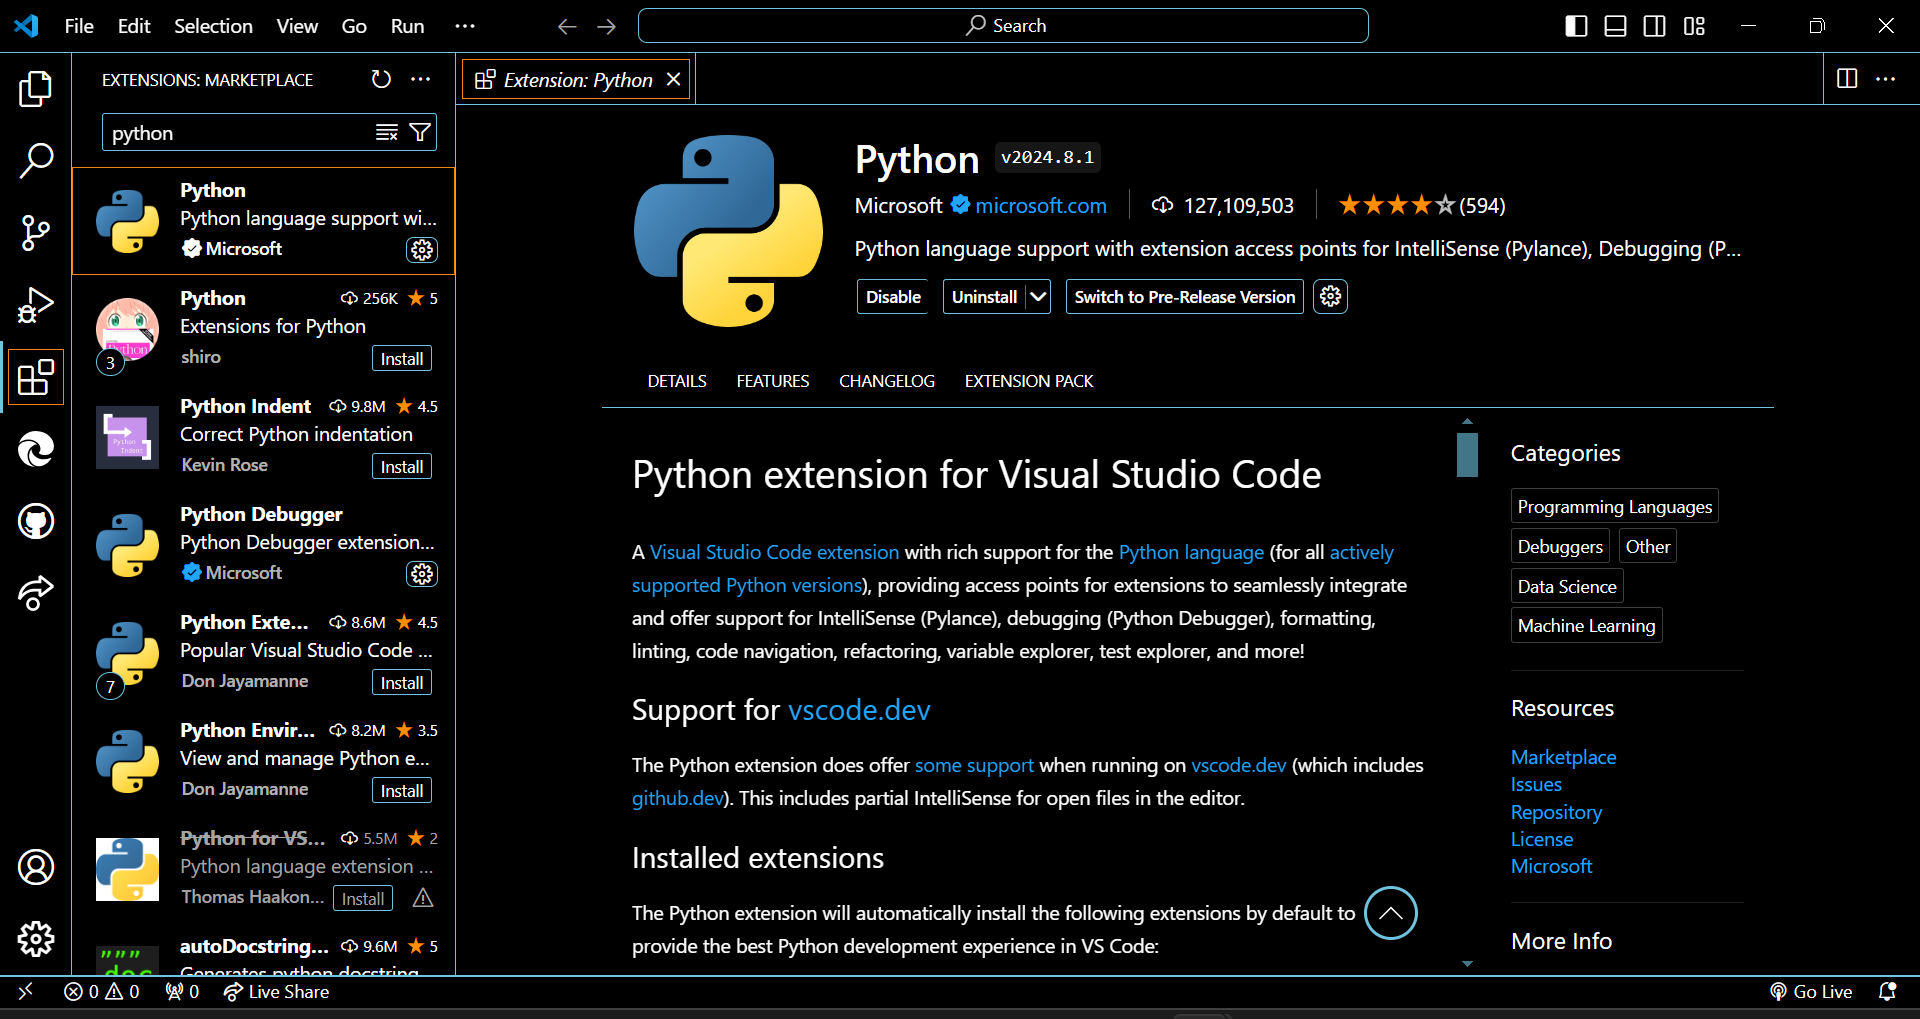 File Edit Selection View Go Run ···
Search
EXTENSIONS: MARKETPLACE
python
Python
Python language support wi...
Microsoft
Python 256K 5
Extensions for Python
3
shiro Install
Python Indent 9.8M 4.5
Correct Python indentation
Python
Indent
Kevin Rose Install
Python Debugger
Python Debugger extension...
Microsoft
Python Exte... 8.6M 4.5
Popular Visual Studio Code ...
7
Don Jayamanne Install
Python Envir... 8.2M 3.5
View and manage Python e...
Don Jayamanne Install
Python for VS... 5.5M 2
Python language extension ...
Thomas Haakon... Install
autoDocstring... 9.6M 5
"""
doc
Generates python docstring
Extension: Python
Python v2024.8.1
Microsoft microsoft.com 127,109,503 (594)
Python language support with extension access points for IntelliSense (Pylance), Debugging (P...
Disable Uninstall Switch to Pre-Release Version
DETAILS FEATURES CHANGELOG EXTENSION PACK
Python extension for Visual Studio Code
A Visual Studio Code extension with rich support for the Python language (for all actively
supported Python versions), providing access points for extensions to seamlessly integrate
and offer support for IntelliSense (Pylance), debugging (Python Debugger), formatting,
linting, code navigation, refactoring, variable explorer, test explorer, and more!
Support for vscode.dev
The Python extension does offer some support when running on vscode.dev (which includes
github.dev). This includes partial IntelliSense for open files in the editor.
Installed extensions
The Python extension will automatically install the following extensions by default to
provide the best Python development experience in VS Code:
Categories
Programming Languages
Debuggers Other
Data Science
Machine Learning
Resources
Marketplace
Issues
Repository
License
Microsoft
More Info
0 0 0 Live Share Go Live